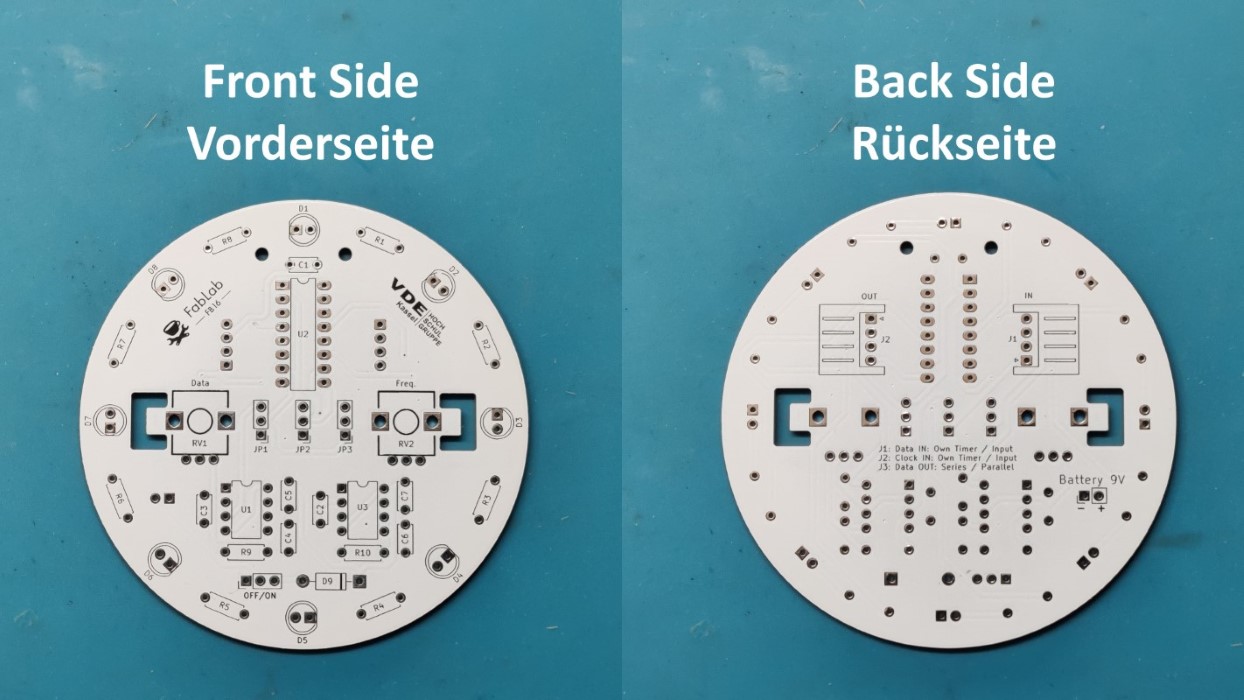 Front Side
Vorderseite
D1
R8
R1
D8
C1
D2
FabLab
FB16
VDE HOCH
SCHUL
Kassel GRUPPE
R7
U2
R2
Data
Freq.
D7
RV1
RV2
D3
JP1
JP2
JP3
R6
C3
U1
C5
C2
U3
C7
R3
C4
C6
R9
R10
D6
D4
D9
OFF/ON
R5
R4
D5
Back Side
Rückseite
OUT
IN
J2
J1
J1: Data IN: Own Timer / Input
J2: Clock IN: Own Timer / Input
J3: Data OUT: Series / Parallel
Battery 9V
- +